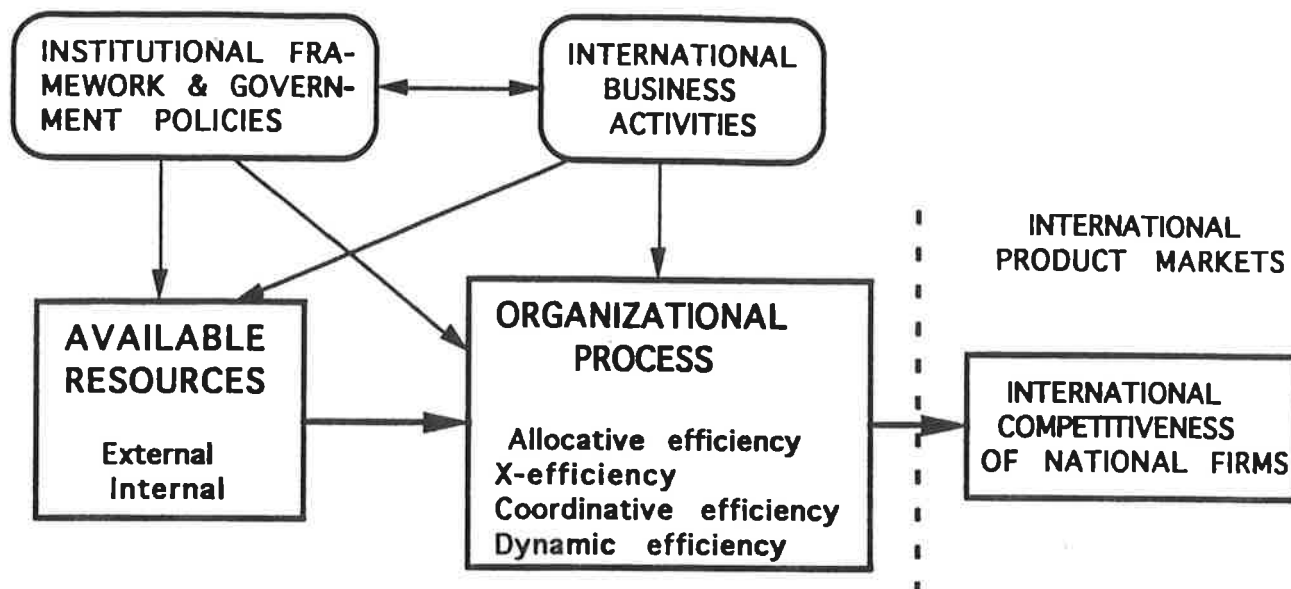 INSTITUTIONAL FRA-
MEWORK & GOVERN-
MENT POLICIES
INTERNATIONAL
BUSINESS
ACTIVITIES
INTERNATIONAL
PRODUCT MARKETS
AVAILABLE
RESOURCES
External
Internal
ORGANIZATIONAL
PROCESS
Allocative efficiency
X-efficiency
Coordinative efficiency
Dynamic efficiency
INTERNATIONAL
COMPETITIVENESS
OF NATIONAL FIRMS